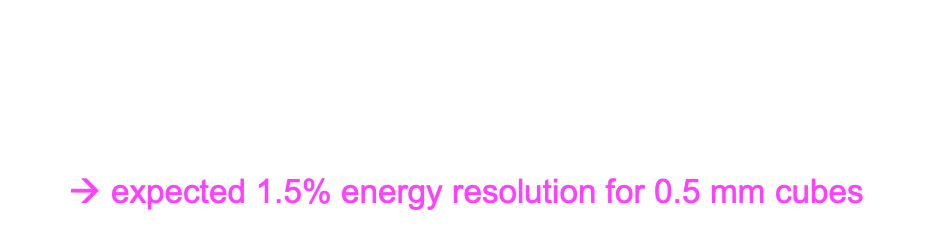 → expected 1.5% energy resolution for 0.5 mm cubes